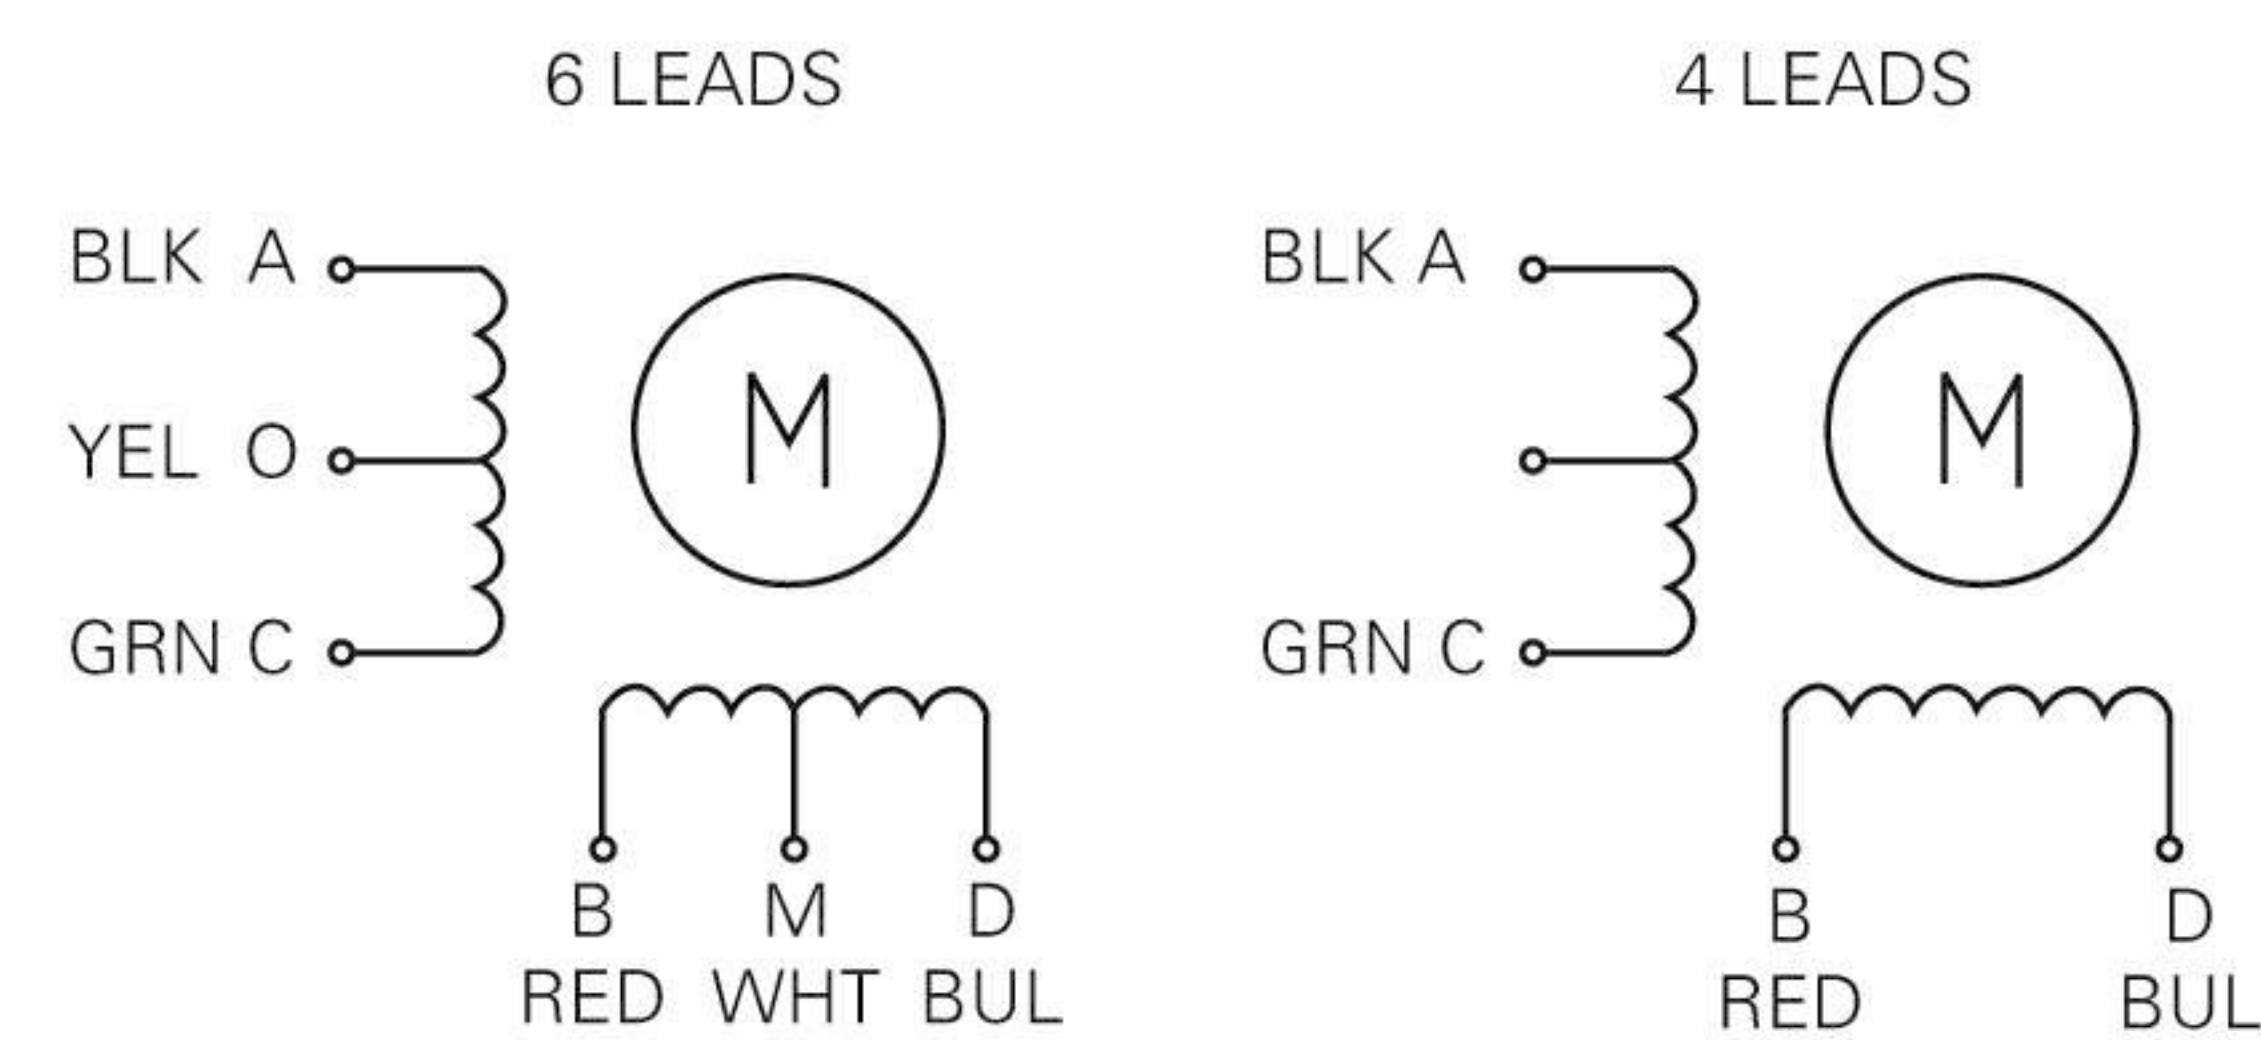 6 LEADS
BLK A
YEL O
GRN C
M
B M D
RED WHT BUL
4 LEADS
BLK A
GRN C
M
B D
RED BUL